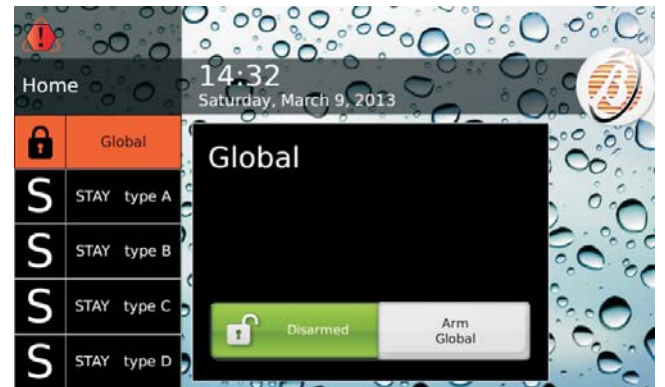 Home
14:32
Saturday, March 9, 2013
Global
S STAY type A
S STAY type B
S STAY type C
S STAY type D
Global
Disarmed
Arm
Global